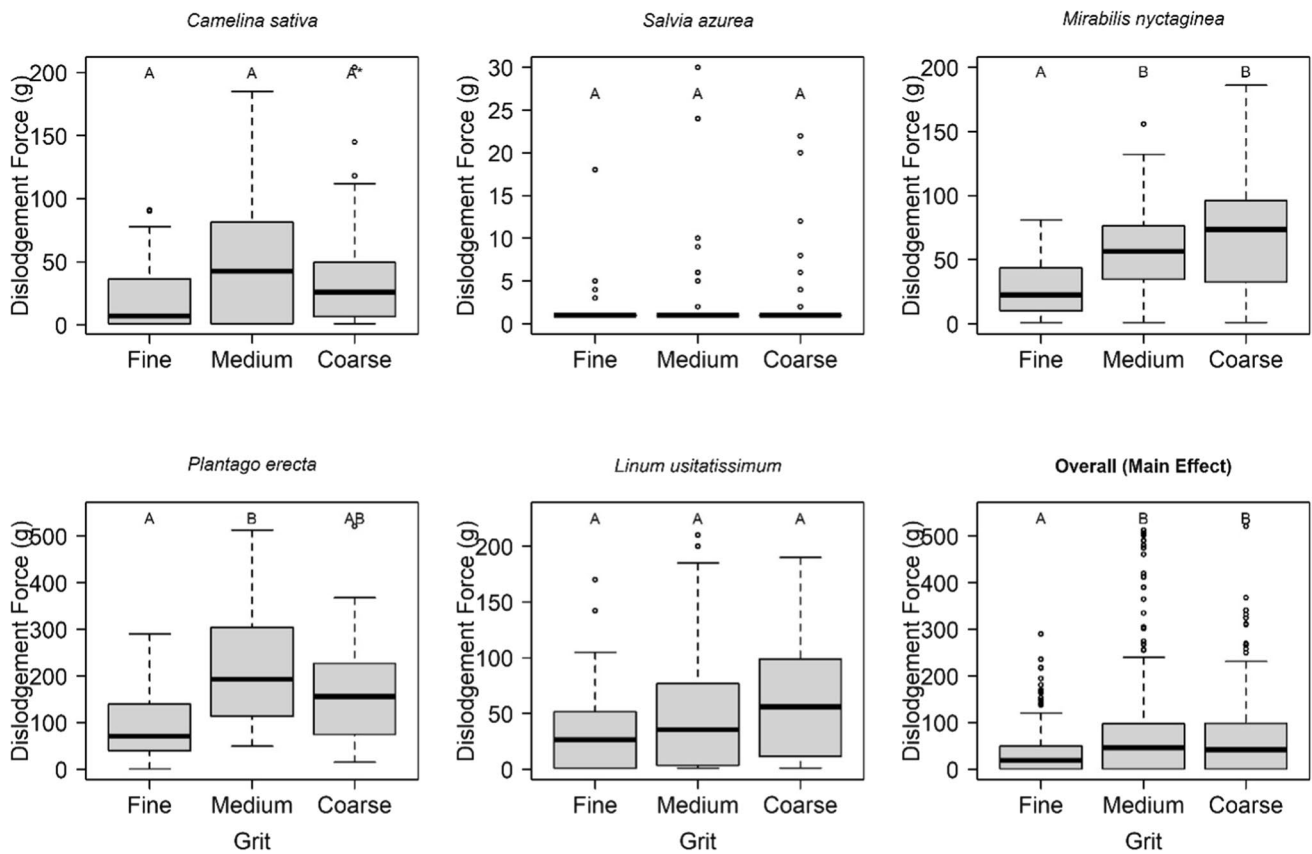 Camelina sativa
Salvia azurea
Mirabilis nyctaginea
Dislodgement Force (g)
200
150
100
50
0
A
A
A*
Fine
Medium
Coarse
Dislodgement Force (g)
30
25
20
15
10
5
0
A
A
A
Fine
Medium
Coarse
Dislodgement Force (g)
200
150
100
50
0
A
B
B
Fine
Medium
Coarse
Plantago erecta
Linum usitatissimum
Overall (Main Effect)
Dislodgement Force (g)
500
400
300
200
100
0
A
B
AB
Fine
Medium
Coarse
Grit
Dislodgement Force (g)
200
150
100
50
0
A
A
A
Fine
Medium
Coarse
Grit
Dislodgement Force (g)
500
400
300
200
100
0
A
B
B
Fine
Medium
Coarse
Grit